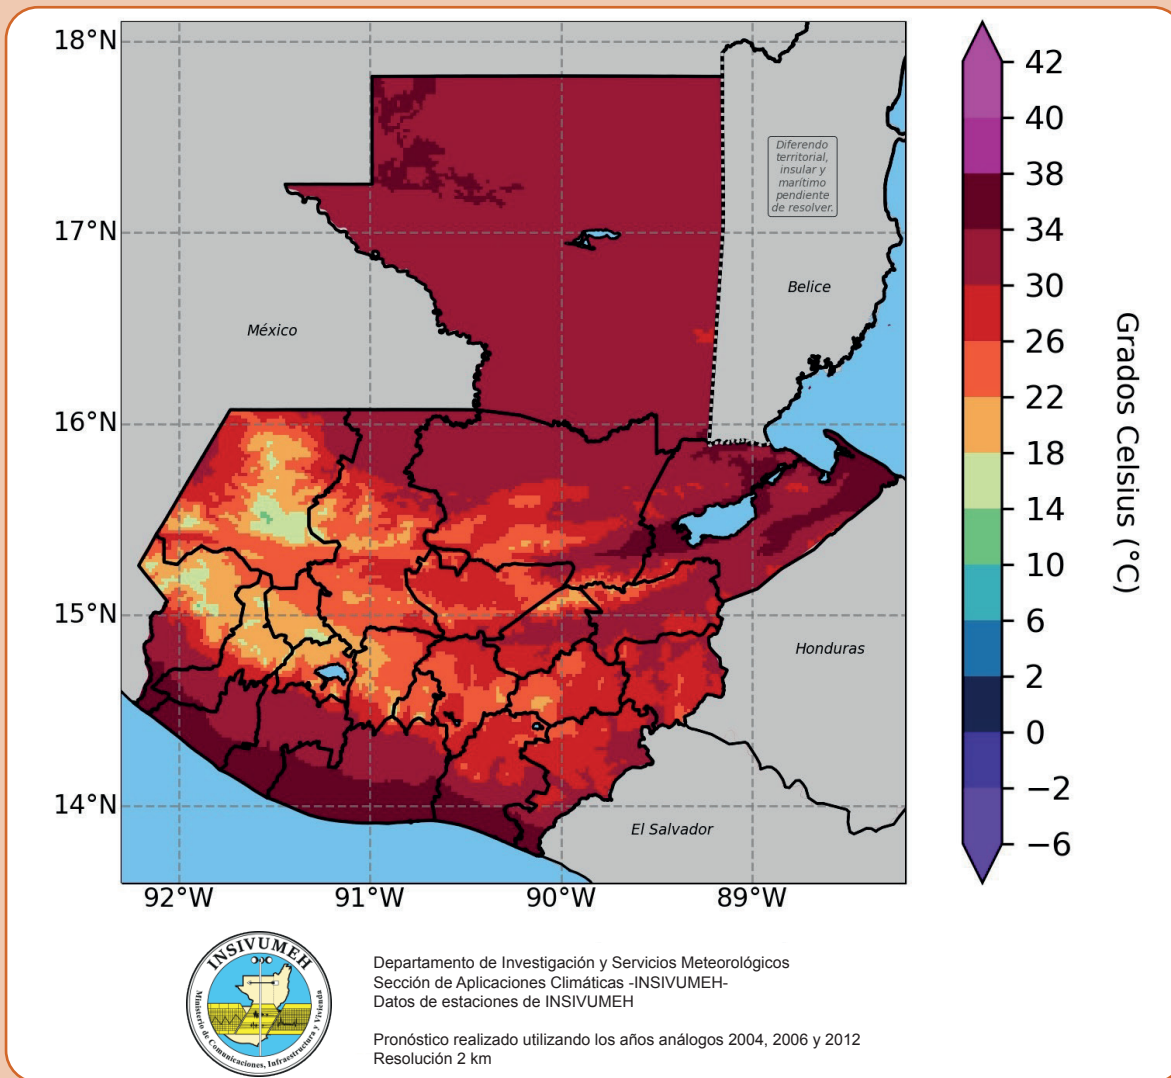 18°N
17°N
16°N
15°N
14°N
92°W
91°W
90°W
89°W
México
Diferendo
territorial,
insular y
marítimo
pendiente
de resolver.
Belice
Honduras
El Salvador
42
40
38
34
30
26
22
18
14
10
6
2
0
−2
−6
Grados Celsius (°C)
INSIVUMEH
Ministerio de Comunicaciones, Infraestructura y Vivienda
Departamento de Investigación y Servicios Meteorológicos
Sección de Aplicaciones Climáticas -INSIVUMEH-
Datos de estaciones de INSIVUMEH
Pronóstico realizado utilizando los años análogos 2004, 2006 y 2012
Resolución 2 km